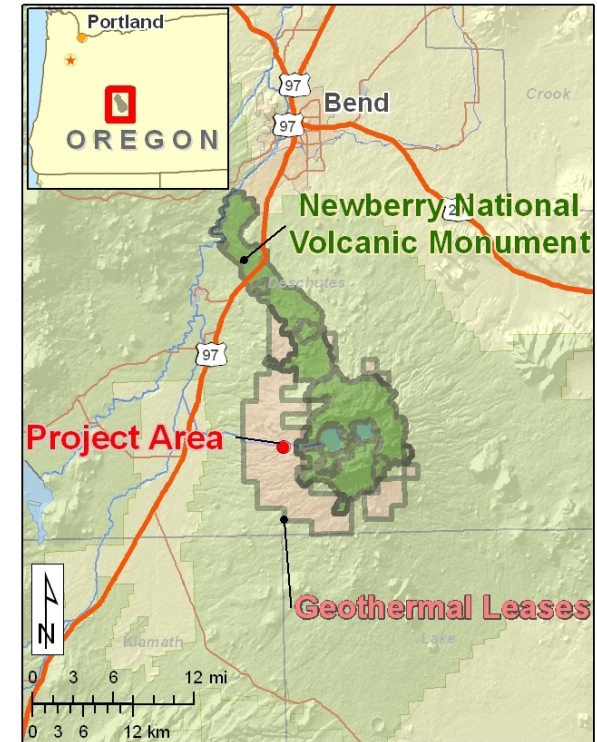 Portland
OREGON
97
Bend
Crook
97
Newberry National
2
Volcanic Monument
Deschutes
97
Project Area
Geothermal Leases
N
Klamath
Lake
0 3 6 12 mi
0 3 6 12 km